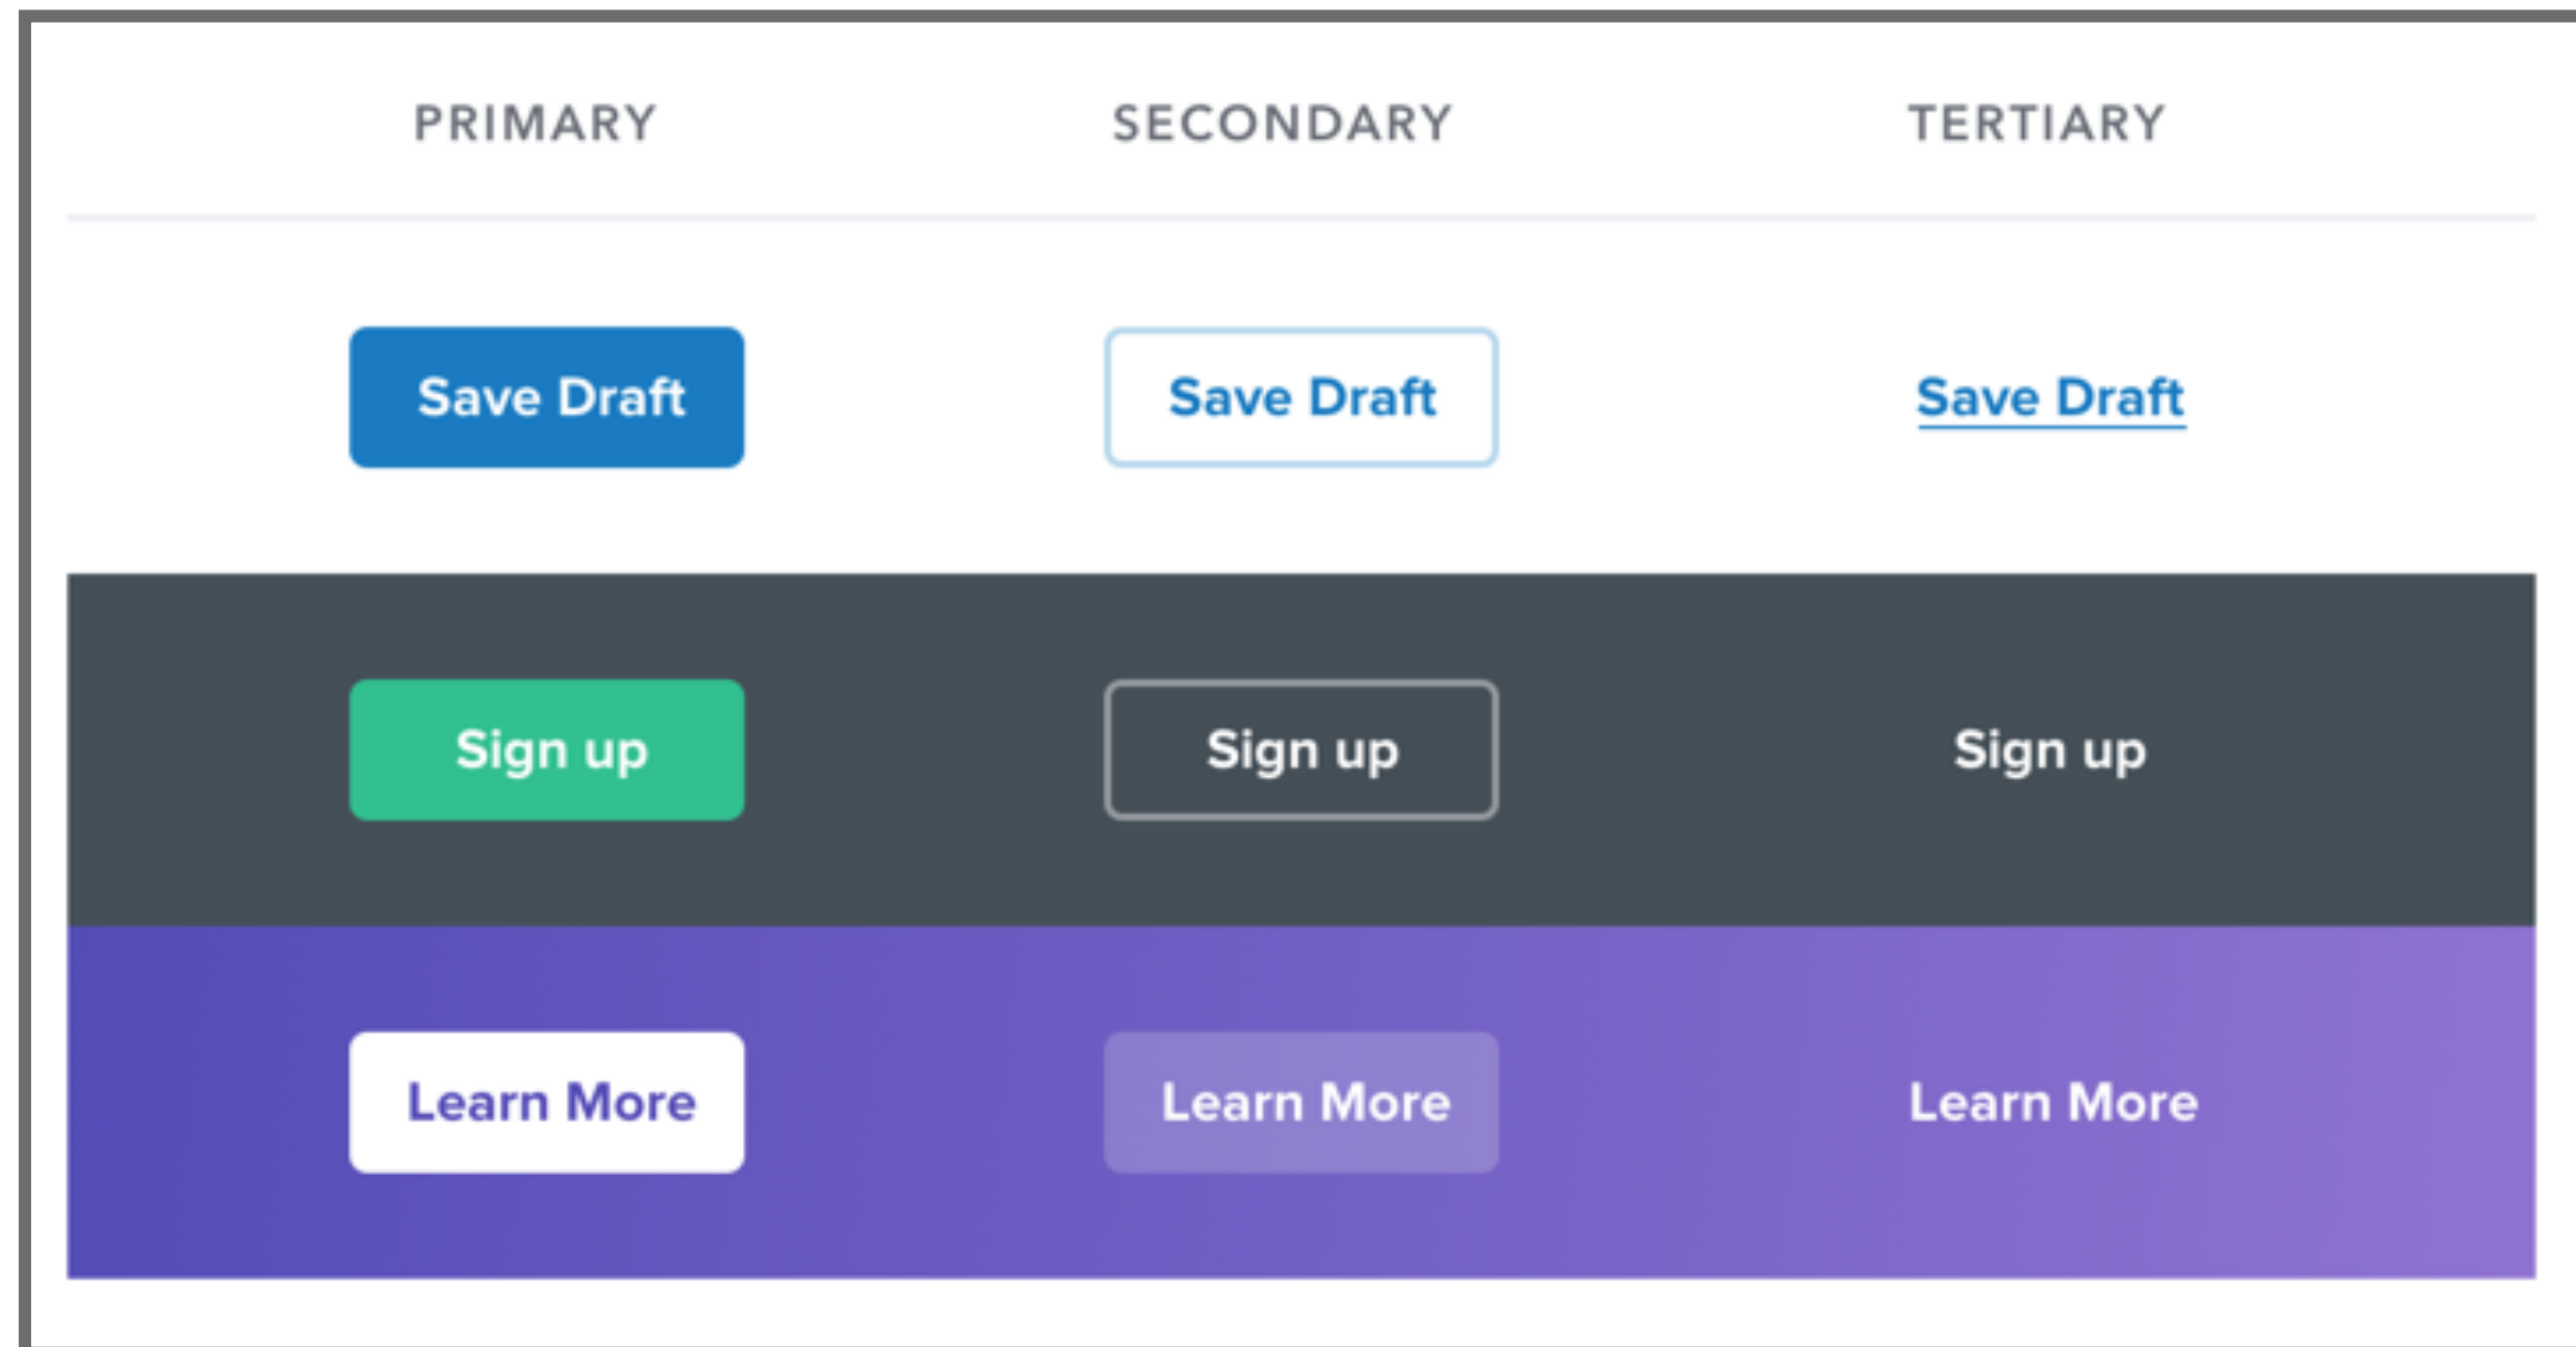 PRIMARY SECONDARY TERTIARY
Save Draft Save Draft Save Draft
Sign up Sign up Sign up
Learn More Learn More Learn More